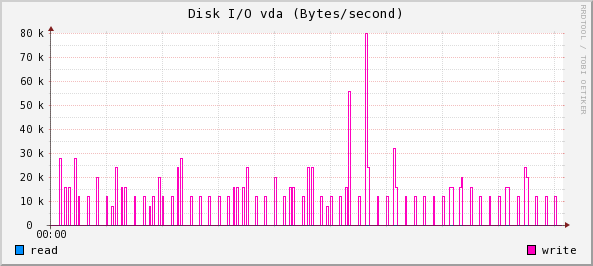 Disk I/O vda (Bytes/second)
80 k
70 k
60 k
50 k
40 k
30 k
20 k
10 k
0
00:00
read
write
RRDTOOL / TOBI OETIKER